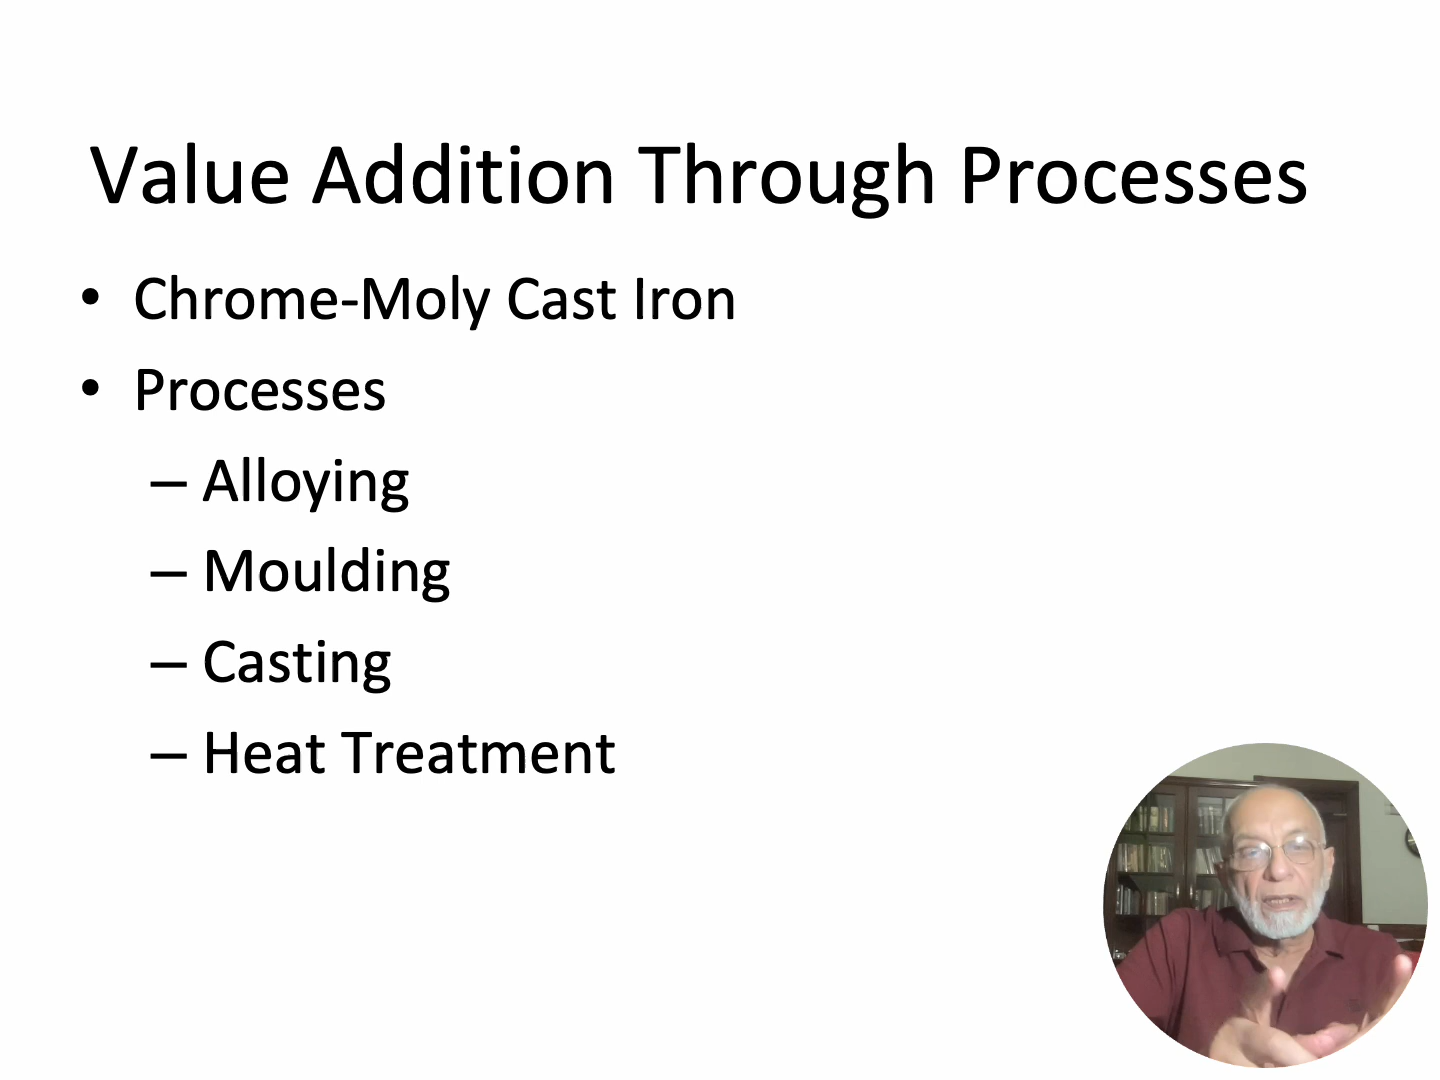 Value Addition Through Processes
• Chrome-Moly Cast Iron
• Processes
– Alloying
– Moulding
– Casting
– Heat Treatment